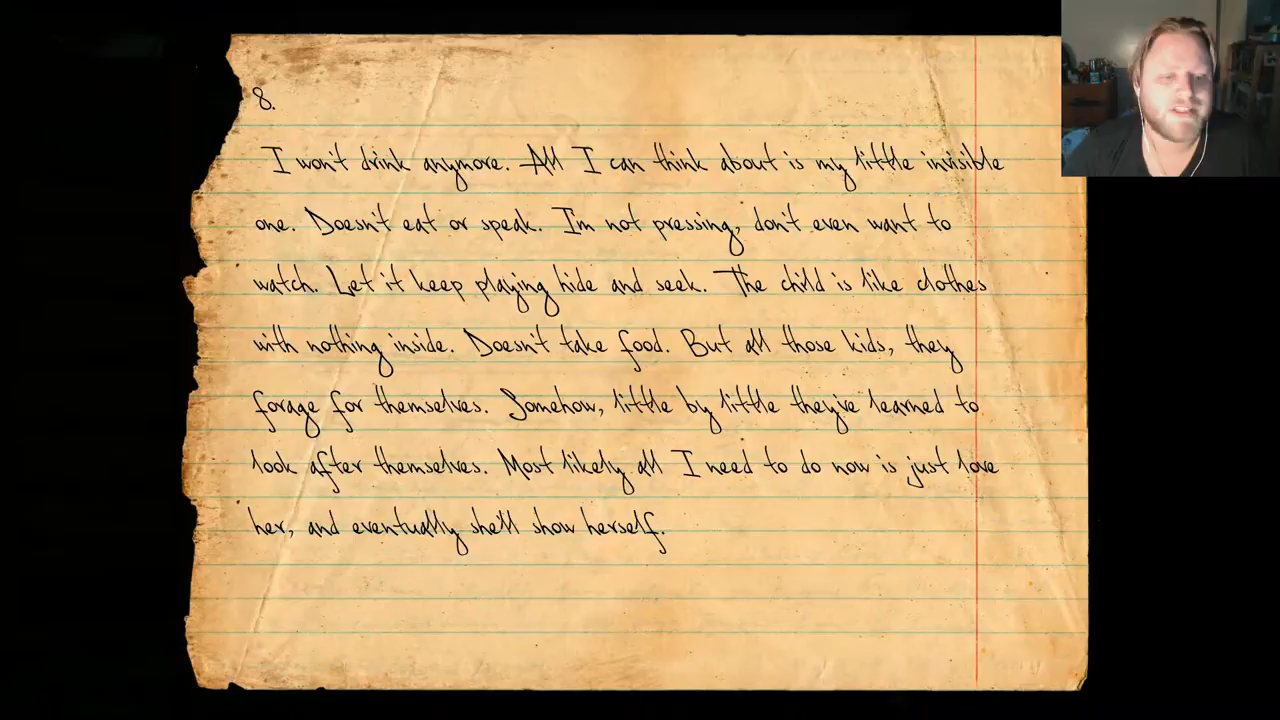 8.
I won't drink anymore. All I can think about is my little invisible
one. Doesn't eat or speak. I'm not pressing, don't even want to
watch. Let it keep playing hide and seek. The child is like clothes
with nothing inside. Doesn't take food. But all those kids, they
forage for themselves. Somehow, little by little they've learned to
look after themselves. Most likely all I need to do now is just love
her, and eventually she'll show herself.